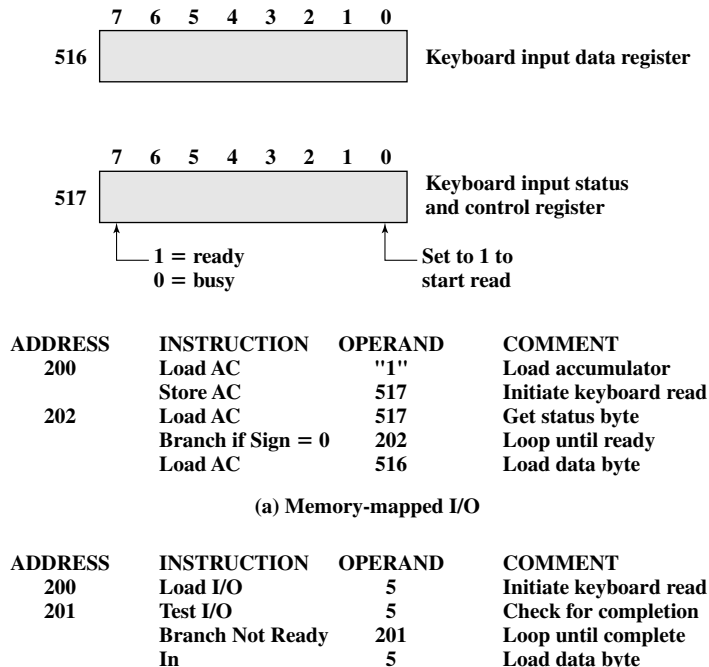 7 6 5 4 3 2 1 0
516 Keyboard input data register
7 6 5 4 3 2 1 0
517 Keyboard input status
and control register
1 = ready
0 = busy
Set to 1 to
start read
ADDRESS INSTRUCTION OPERAND COMMENT
200 Load AC "1" Load accumulator
Store AC 517 Initiate keyboard read
202 Load AC 517 Get status byte
Branch if Sign = 0 202 Loop until ready
Load AC 516 Load data byte
(a) Memory-mapped I/O
ADDRESS INSTRUCTION OPERAND COMMENT
200 Load I/O 5 Initiate keyboard read
201 Test I/O 5 Check for completion
Branch Not Ready 201 Loop until complete
In 5 Load data byte